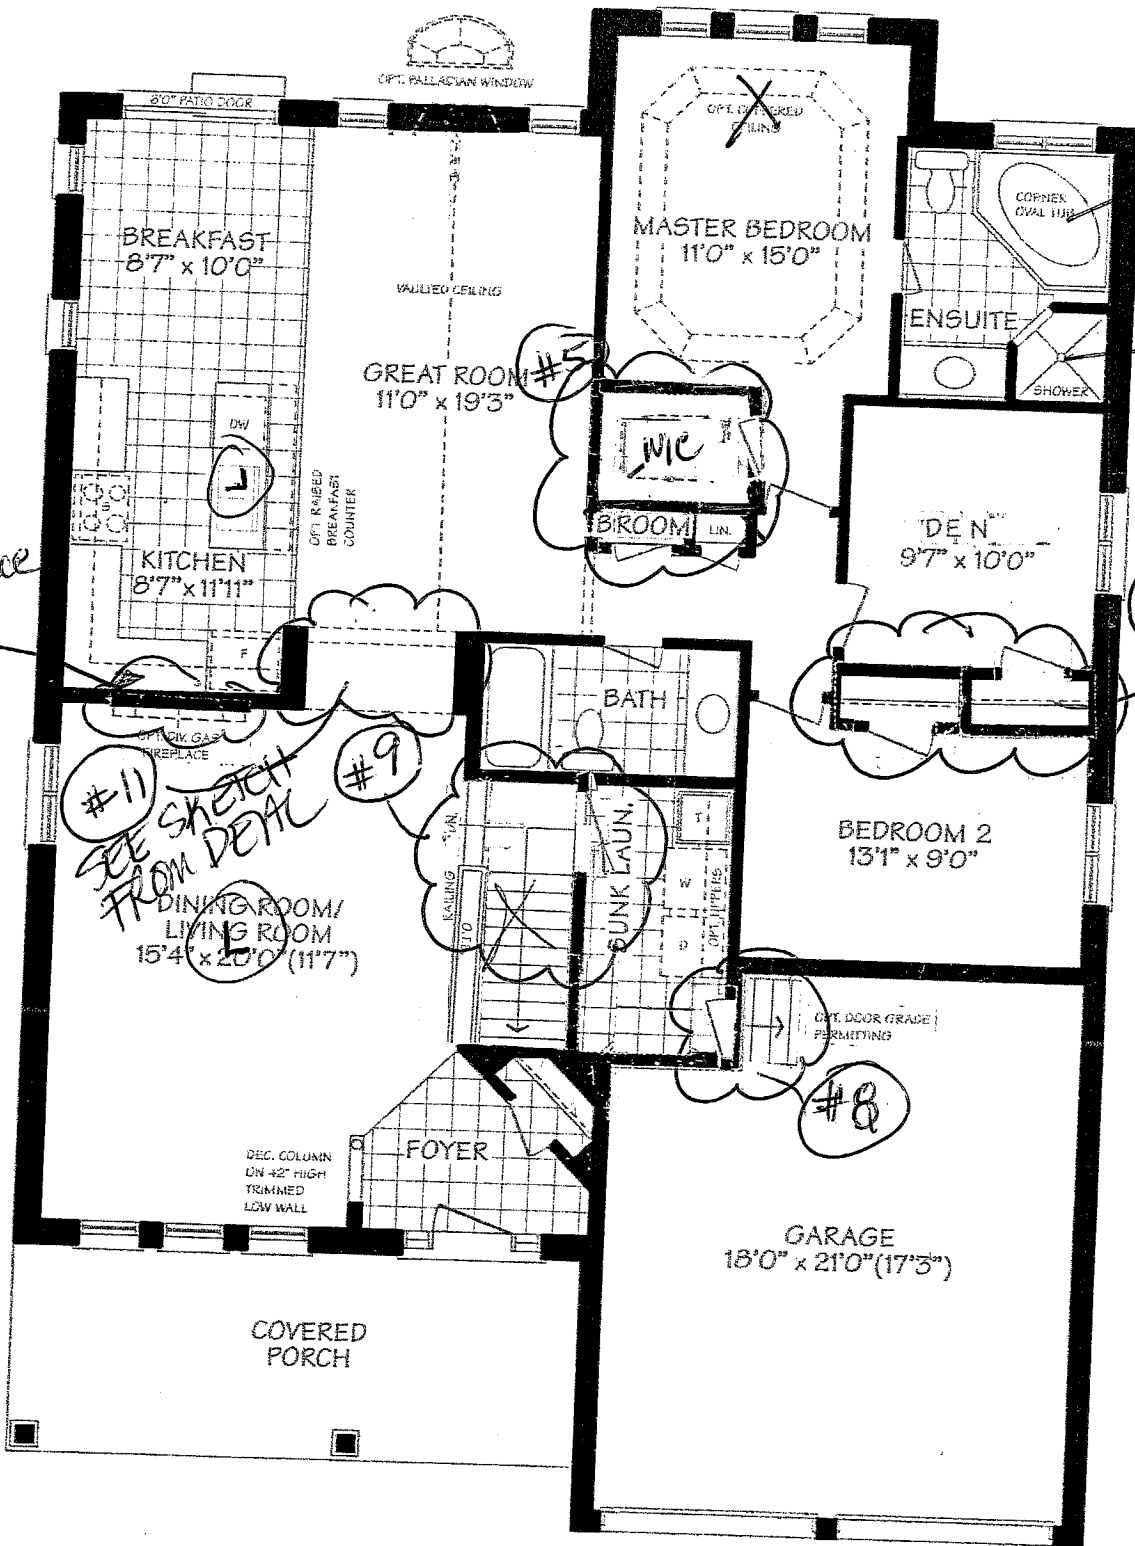 OPT. PALLADIAN WINDOW
6'0" PATIO DOOR
BREAKFAST
8'7" x 10'0"
VAULTED CEILING
GREAT ROOM
11'0" x 19'3"
#5
MASTER BEDROOM
11'0" x 15'0"
CORNER
OVAL TUB
ENSUITE
SHOWER
WIC
BROOM
LIN.
DEN
9'7" x 10'0"
DW
L
OPT RAISED
BREAKFAST
COUNTER
KITCHEN
8'7" x 11'11"
F
OPT. DIV. GAS
FIREPLACE
#11
SEE SKETCH
FROM
#9
BATH
SUNK LAUN.
T
W
D
OPT. UPPERS
RAILING
BEDROOM 2
13'1" x 9'0"
DINING ROOM/
LIVING ROOM
15'4" x 20'0" (11'7")
L
OPT. DOOR GRADE
PERMITTING
#8
FOYER
DEC. COLUMN
ON 42" HIGH
TRIMMED
LOW WALL
GARAGE
18'0" x 21'0" (17'3")
COVERED
PORCH